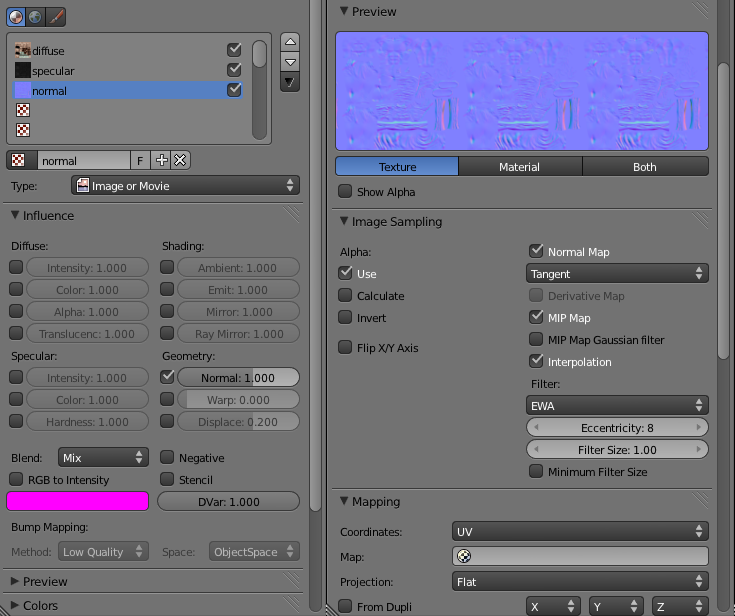 diffuse
specular
normal
normal F
Type: Image or Movie
Influence
Diffuse: Shading:
Intensity: 1.000 Ambient: 1.000
Color: 1.000 Emit: 1.000
Alpha: 1.000 Mirror: 1.000
Translucenc: 1.000 Ray Mirror: 1.000
Specular: Geometry:
Intensity: 1.000 Normal: 1.000
Color: 1.000 Warp: 0.000
Hardness: 1.000 Displace: 0.200
Blend: Mix Negative
RGB to Intensity Stencil
DVar: 1.000
Bump Mapping:
Method: Low Quality Space: ObjectSpace
Preview
Colors
Preview
Texture Material Both
Show Alpha
Image Sampling
Alpha: Normal Map
Use Tangent
Calculate Derivative Map
Invert MIP Map
MIP Map Gaussian filter
Flip X/Y Axis
Interpolation
Filter:
EWA
Eccentricity: 8
Filter Size: 1.00
Minimum Filter Size
Mapping
Coordinates: UV
Map:
Projection: Flat
From Dupli X Y Z